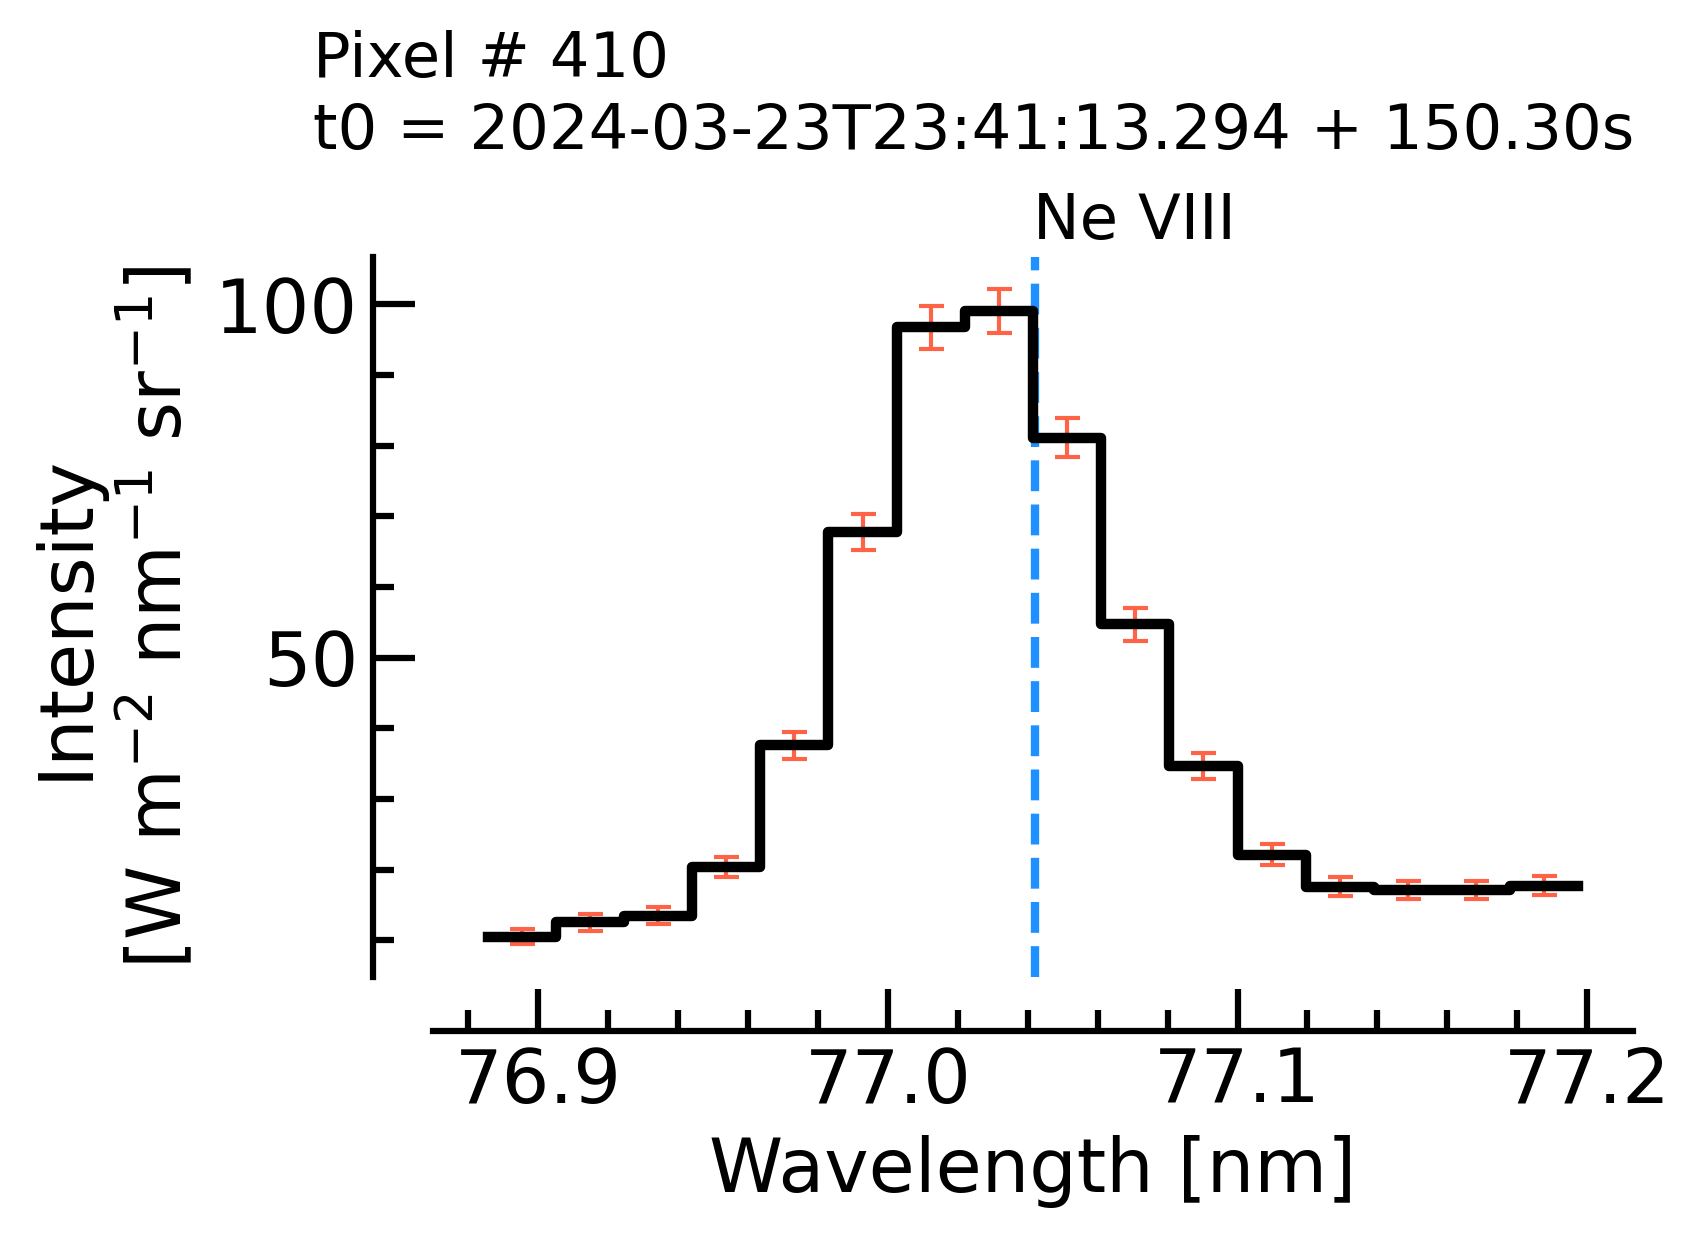 Pixel # 410
t0 = 2024-03-23T23:41:13.294 + 150.30s
Ne VIII
Intensity
[W m⁻² nm⁻¹ sr⁻¹]
100
50
76.9 77.0 77.1 77.2
Wavelength [nm]